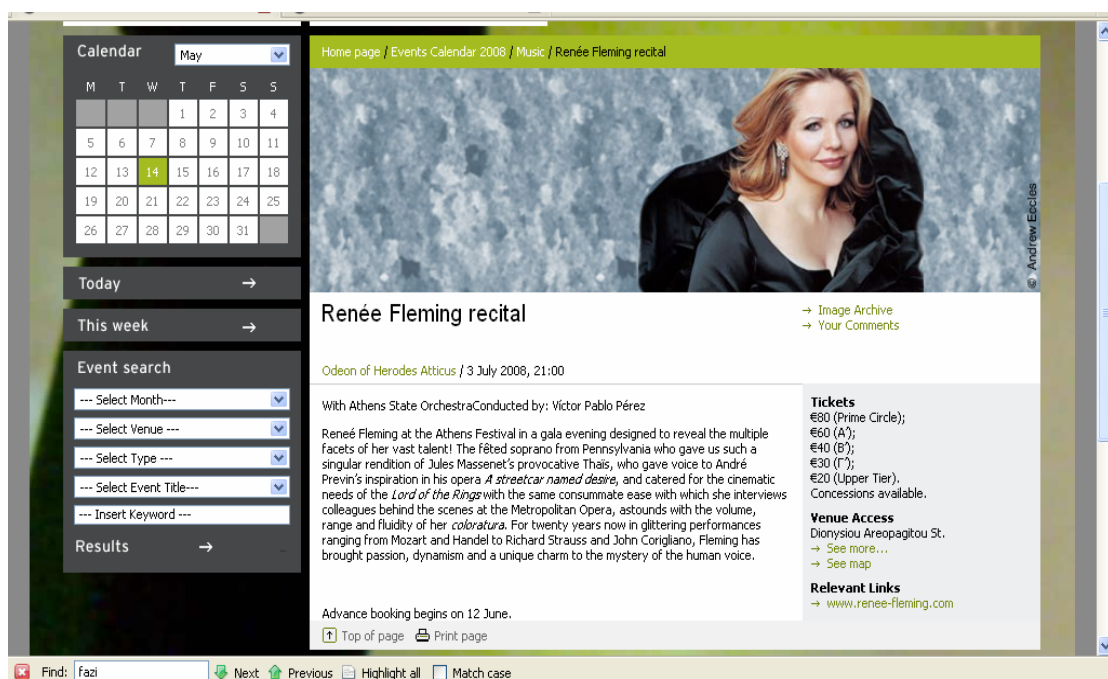 Calendar
May
M T W T F S S
1 2 3 4
5 6 7 8 9 10 11
12 13 14 15 16 17 18
19 20 21 22 23 24 25
26 27 28 29 30 31
Today →
This week →
Event search
--- Select Month---
--- Select Venue ---
--- Select Type ---
--- Select Event Title---
--- Insert Keyword ---
Results →
Home page / Events Calendar 2008 / Music / Renée Fleming recital
© Andrew Eccles
Renée Fleming recital
→ Image Archive
→ Your Comments
Odeon of Herodes Atticus / 3 July 2008, 21:00
With Athens State OrchestraConducted by: Víctor Pablo Pérez
Reneé Fleming at the Athens Festival in a gala evening designed to reveal the multiple
facets of her vast talent! The fêted soprano from Pennsylvania who gave us such a
singular rendition of Jules Massenet's provocative Thaïs, who gave voice to André
Previn's inspiration in his opera A streetcar named desire, and catered for the cinematic
needs of the Lord of the Rings with the same consummate ease with which she interviews
colleagues behind the scenes at the Metropolitan Opera, astounds with the volume,
range and fluidity of her coloratura. For twenty years now in glittering performances
ranging from Mozart and Handel to Richard Strauss and John Corigliano, Fleming has
brought passion, dynamism and a unique charm to the mystery of the human voice.
Advance booking begins on 12 June.
Tickets
€80 (Prime Circle);
€60 (Α΄);
€40 (Β΄);
€30 (Γ΄);
€20 (Upper Tier).
Concessions available.
Venue Access
Dionysiou Areopagitou St.
→ See more...
→ See map
Relevant Links
→ www.renee-fleming.com
Top of page Print page
Find: fazi Next Previous Highlight all Match case